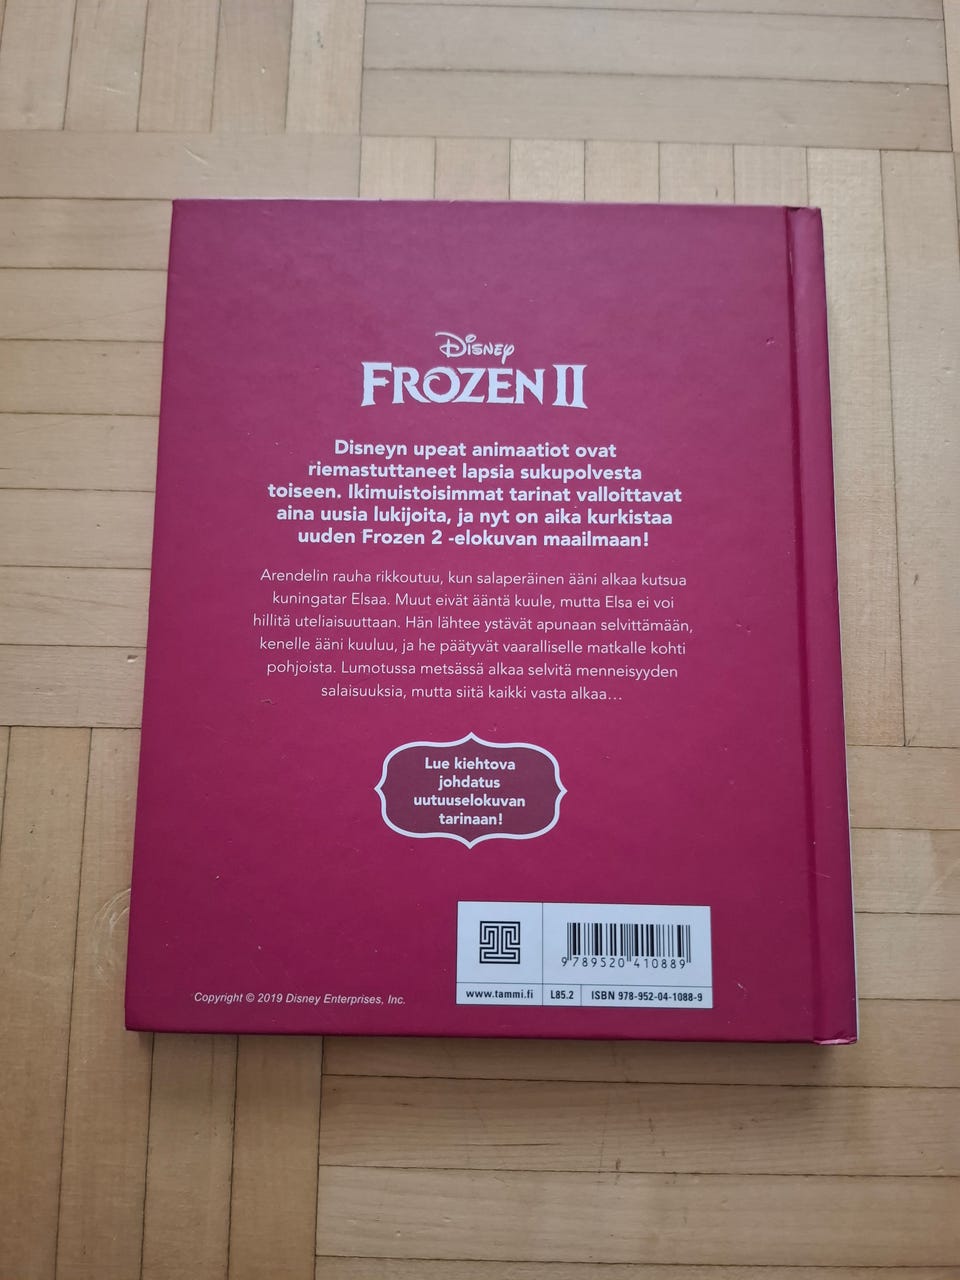 Disney
FROZEN II
Disneyn upeat animaatiot ovat
riemastuttaneet lapsia sukupolvesta
toiseen. Ikimuistoisimmat tarinat valloittavat
aina uusia lukijoita, ja nyt on aika kurkistaa
uuden Frozen 2 -elokuvan maailmaan!
Arendelin rauha rikkoutuu, kun salaperäinen ääni alkaa kutsua
kuningatar Elsaa. Muut eivät ääntä kuule, mutta Elsa ei voi
hillitä uteliaisuuttaan. Hän lähtee ystävät apunaan selvittämään,
kenelle ääni kuuluu, ja he päätyvät vaaralliselle matkalle kohti
pohjoista. Lumotussa metsässä alkaa selvitä menneisyyden
salaisuuksia, mutta siitä kaikki vasta alkaa...
Lue kiehtova
johdatus
uutuuselokuvan
tarinaan!
9 789520 410889
www.tammi.fi L85.2 ISBN 978-952-04-1088-9
Copyright © 2019 Disney Enterprises, Inc.